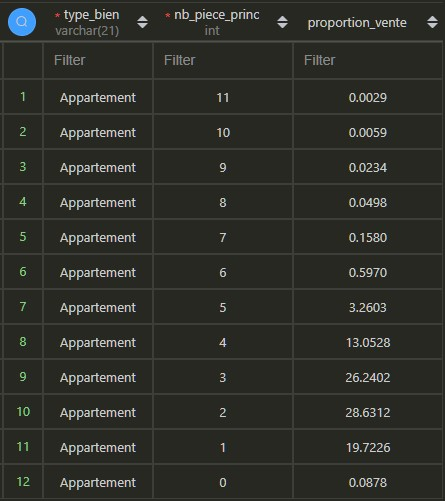 * type_bien * nb_piece_princ proportion_vente
varchar(21) int
Filter Filter Filter
1 Appartement 11 0.0029
2 Appartement 10 0.0059
3 Appartement 9 0.0234
4 Appartement 8 0.0498
5 Appartement 7 0.1580
6 Appartement 6 0.5970
7 Appartement 5 3.2603
8 Appartement 4 13.0528
9 Appartement 3 26.2402
10 Appartement 2 28.6312
11 Appartement 1 19.7226
12 Appartement 0 0.0878